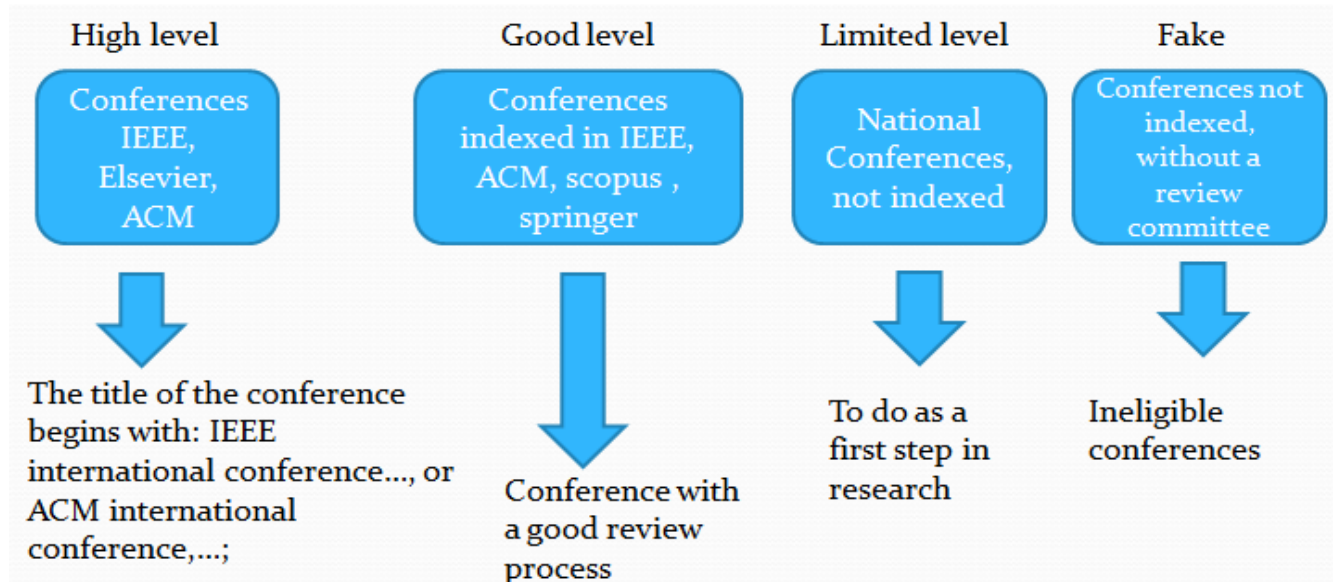 High level
Conferences
IEEE,
Elsevier,
ACM
The title of the conference
begins with: IEEE
international conference..., or
ACM international
conference,...;
Good level
Conferences
indexed in IEEE,
ACM, scopus ,
springer
Conference with
a good review
process
Limited level
National
Conferences,
not indexed
To do as a
first step in
research
Fake
Conferences not
indexed,
without a
review
committee
Ineligible
conferences